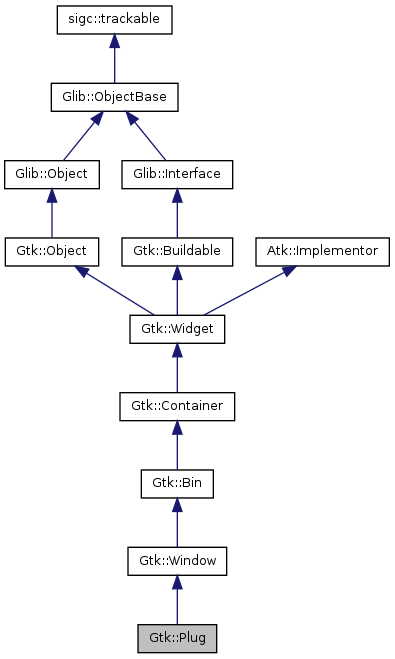 sigc::trackable
Glib::ObjectBase
Glib::Object
Glib::Interface
Gtk::Object
Gtk::Buildable
Atk::Implementor
Gtk::Widget
Gtk::Container
Gtk::Bin
Gtk::Window
Gtk::Plug